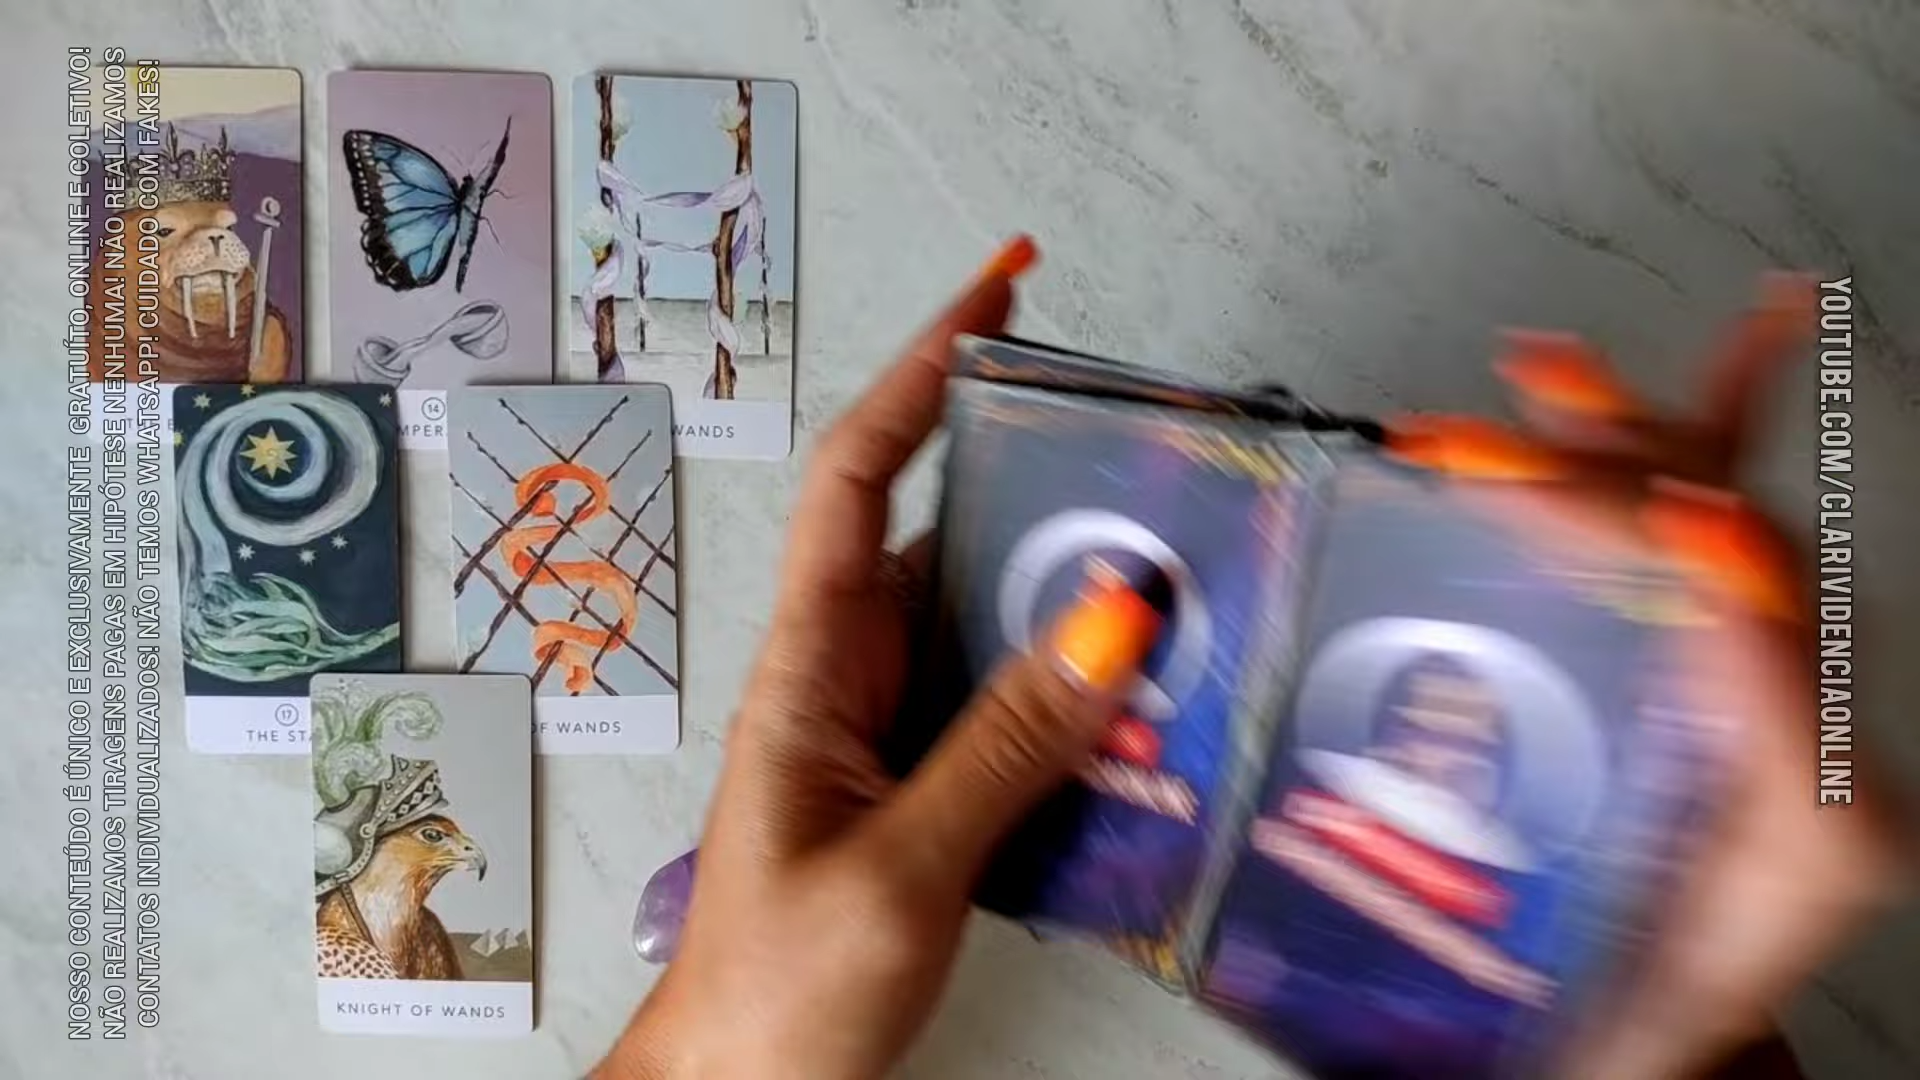 NOSSO CONTEÚDO É ÚNICO E EXCLUSIVAMENTE GRATUÍTO, ONLINE E COLETIVO!
NÃO REALIZAMOS TIRAGENS PAGAS EM HIPÓTESE NENHUMA! NÃO REALIZAMOS
CONTATOS INDIVIDUALIZADOS! NÃO TEMOS WHATSAPP! CUIDADO COM FAKES!
14
MPER
WANDS
17
THE STA
OF WANDS
KNIGHT OF WANDS
YOUTUBE.COM/CLARIVIDENCIAONLINE